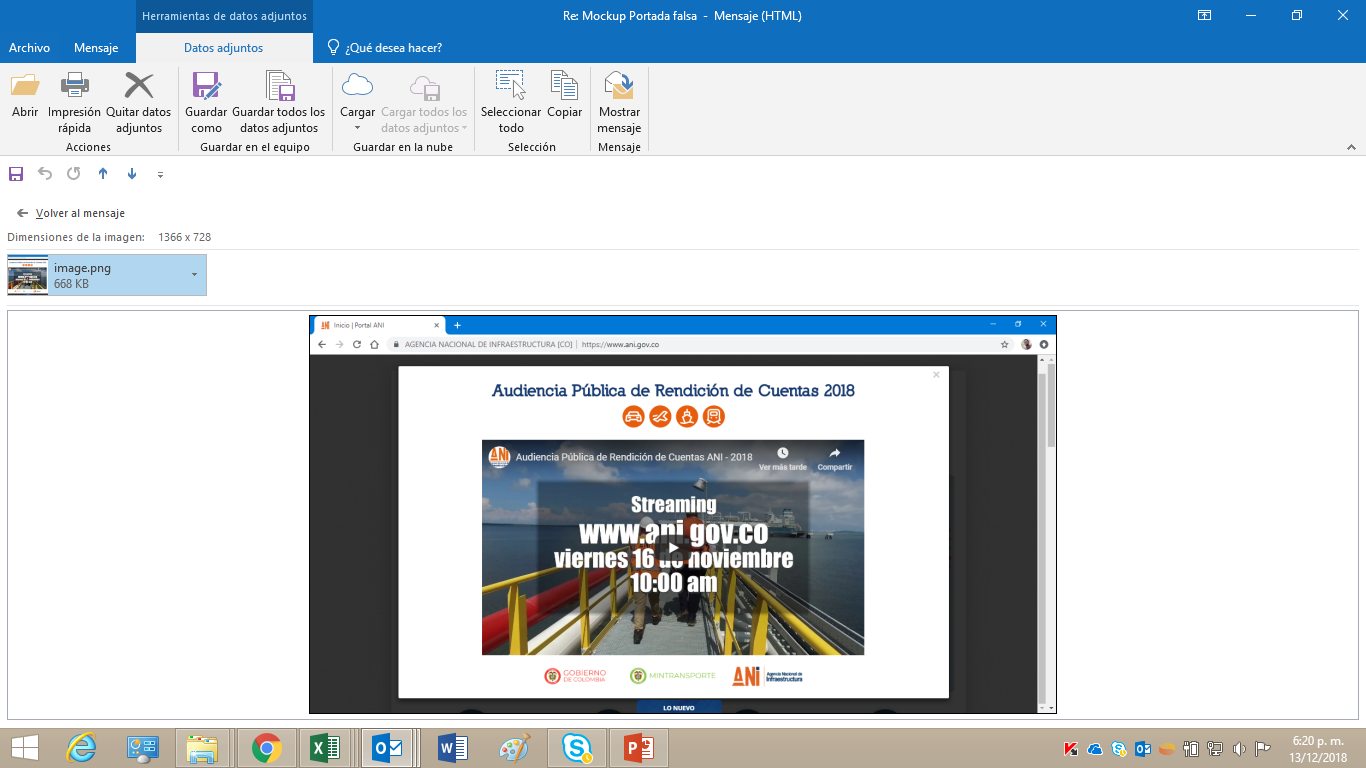 Herramientas de datos adjuntos
Re: Mockup Portada falsa - Mensaje (HTML)
Archivo
Mensaje
Datos adjuntos
¿Qué desea hacer?
Abrir
Impresión rápida
Quitar datos adjuntos
Guardar como
Guardar todos los datos adjuntos
Cargar
Cargar todos los datos adjuntos
Seleccionar todo
Copiar
Mostrar mensaje
Acciones
Guardar en el equipo
Guardar en la nube
Selección
Mensaje
Volver al mensaje
Dimensiones de la imagen: 1366 x 728
image.png
668 KB
Inicio | Portal ANI
AGENCIA NACIONAL DE INFRAESTRUCTURA [CO] | https://www.ani.gov.co
Audiencia Pública de Rendición de Cuentas 2018
ANI
Audiencia Pública de Rendición de Cuentas ANI - 2018
Ver más tarde
Compartir
Streaming
www.ani.gov.co
viernes 16 de noviembre
10:00 am
GOBIERNO
DE COLOMBIA
MINTRANSPORTE
ANI
Agencia Nacional de
Infraestructura
LO NUEVO
6:20 p. m.
13/12/2018